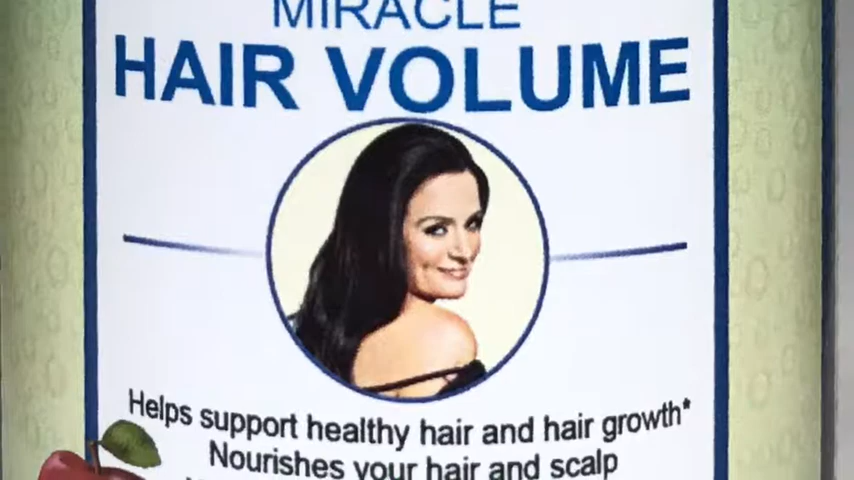 MIRACLE
HAIR VOLUME
Helps support healthy hair and hair growth*
Nourishes your hair and scalp